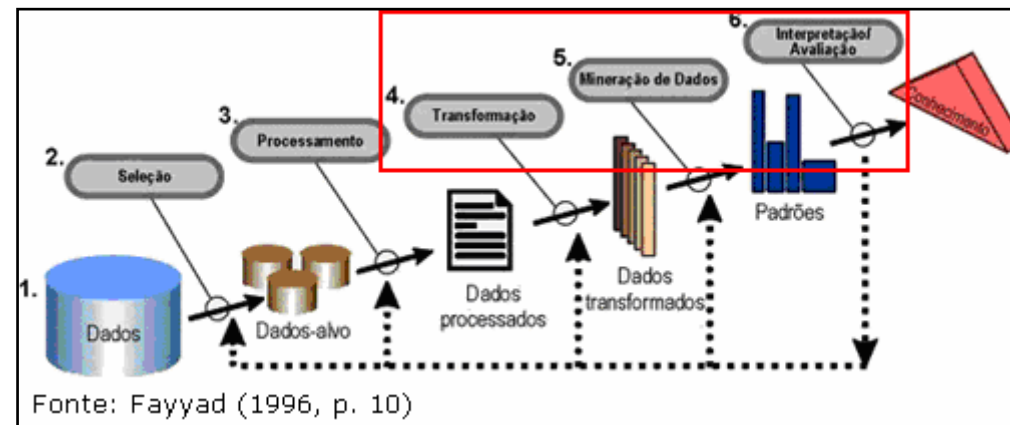 6.
Interpretação/
Avaliação
5.
Mineração de Dados
4.
Transformação
Conhecimento
3.
Processamento
2.
Seleção
Padrões
1.
Dados
Dados-alvo
Dados
processados
Dados
transformados
Fonte: Fayyad (1996, p. 10)